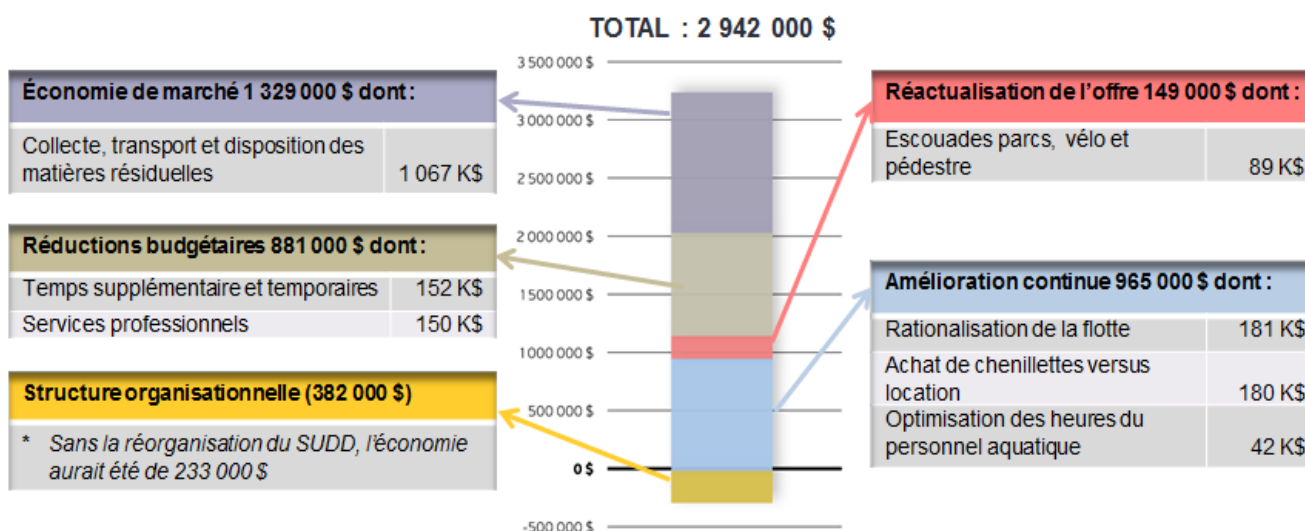 TOTAL : 2 942 000 $
Économie de marché 1 329 000 $ dont :
Collecte, transport et disposition des
matières résiduelles 1 067 K$
Réductions budgétaires 881 000 $ dont :
Temps supplémentaire et temporaires 152 K$
Services professionnels 150 K$
Structure organisationnelle (382 000 $)
* Sans la réorganisation du SUDD, l'économie
aurait été de 233 000 $
3 500 000 $
3 000 000 $
2 500 000 $
2 000 000 $
1 500 000 $
1 000 000 $
500 000 $
0 $
-500 000 $
Réactualisation de l'offre 149 000 $ dont :
Escouades parcs, vélo et
pédestre 89 K$
Amélioration continue 965 000 $ dont :
Rationalisation de la flotte 181 K$
Achat de chenillettes versus
location 180 K$
Optimisation des heures du
personnel aquatique 42 K$